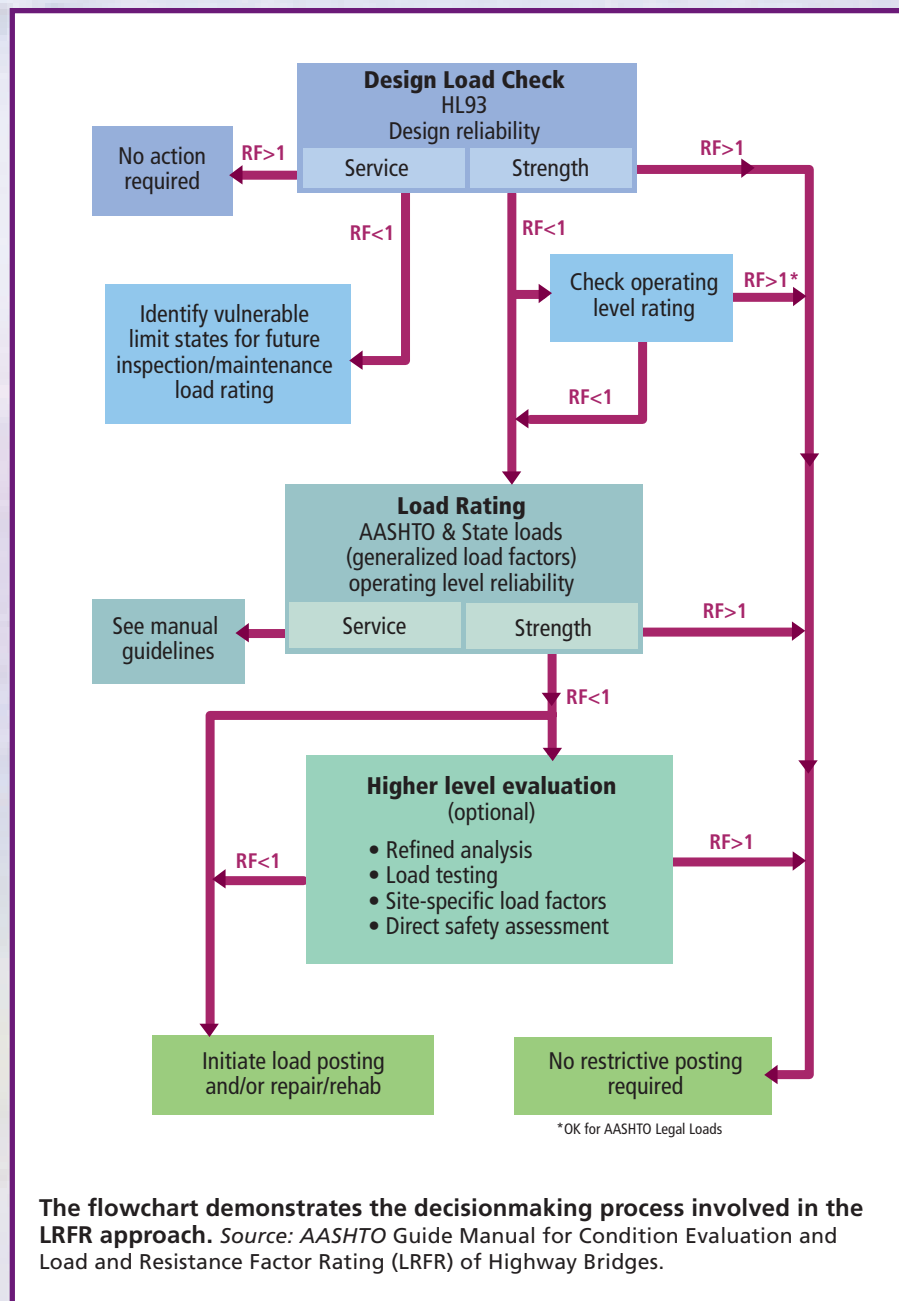 Design Load Check
HL93
Design reliability
Service
Strength
No action
required
RF>1
RF>1
RF<1
RF<1
Check operating
level rating
RF>1*
Identify vulnerable
limit states for future
inspection/maintenance
load rating
RF<1
Load Rating
AASHTO & State loads
(generalized load factors)
operating level reliability
Service
Strength
See manual
guidelines
RF>1
RF<1
Higher level evaluation
(optional)
• Refined analysis
• Load testing
• Site-specific load factors
• Direct safety assessment
RF<1
RF>1
Initiate load posting
and/or repair/rehab
No restrictive posting
required
*OK for AASHTO Legal Loads
The flowchart demonstrates the decisionmaking process involved in the
LRFR approach. Source: AASHTO Guide Manual for Condition Evaluation and
Load and Resistance Factor Rating (LRFR) of Highway Bridges.